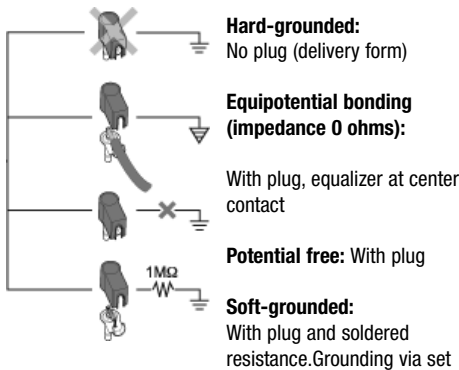 Hard-grounded:
No plug (delivery form)
Equipotential bonding
(impedance 0 ohms):
With plug, equalizer at center
contact
Potential free: With plug
1MΩ
Soft-grounded:
With plug and soldered
resistance.Grounding via set